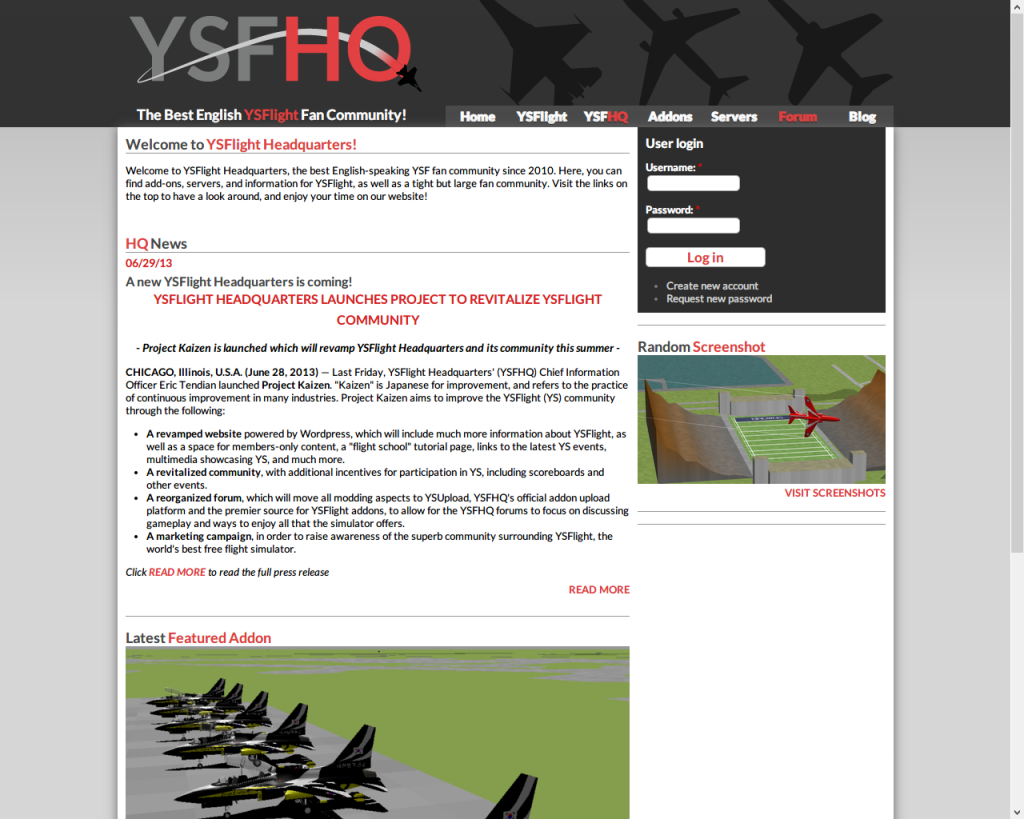 YSFHQ
The Best English YSFlight Fan Community!
Home YSFlight YSFHQ Addons Servers Forum Blog
Welcome to YSFlight Headquarters!
Welcome to YSFlight Headquarters, the best English-speaking YSF fan community since 2010. Here, you can
find add-ons, servers, and information for YSFlight, as well as a tight but large fan community. Visit the links on
the top to have a look around, and enjoy your time on our website!
HQ News
06/29/13
A new YSFlight Headquarters is coming!
YSFLIGHT HEADQUARTERS LAUNCHES PROJECT TO REVITALIZE YSFLIGHT
COMMUNITY
- Project Kaizen is launched which will revamp YSFlight Headquarters and its community this summer -
CHICAGO, Illinois, U.S.A. (June 28, 2013) — Last Friday, YSFlight Headquarters' (YSFHQ) Chief Information
Officer Eric Tendian launched Project Kaizen. "Kaizen" is Japanese for improvement, and refers to the practice
of continuous improvement in many industries. Project Kaizen aims to improve the YSFlight (YS) community
through the following:
• A revamped website powered by Wordpress, which will include much more information about YSFlight, as
well as a space for members-only content, a "flight school" tutorial page, links to the latest YS events,
multimedia showcasing YS, and much more.
• A revitalized community, with additional incentives for participation in YS, including scoreboards and
other events.
• A reorganized forum, which will move all modding aspects to YSUpload, YSFHQ's official addon upload
platform and the premier source for YSFlight addons, to allow for the YSFHQ forums to focus on discussing
gameplay and ways to enjoy all that the simulator offers.
• A marketing campaign, in order to raise awareness of the superb community surrounding YSFlight, the
world's best free flight simulator.
Click READ MORE to read the full press release
READ MORE
Latest Featured Addon
User login
Username: *
Password: *
Log in
• Create new account
• Request new password
Random Screenshot
VISIT SCREENSHOTS